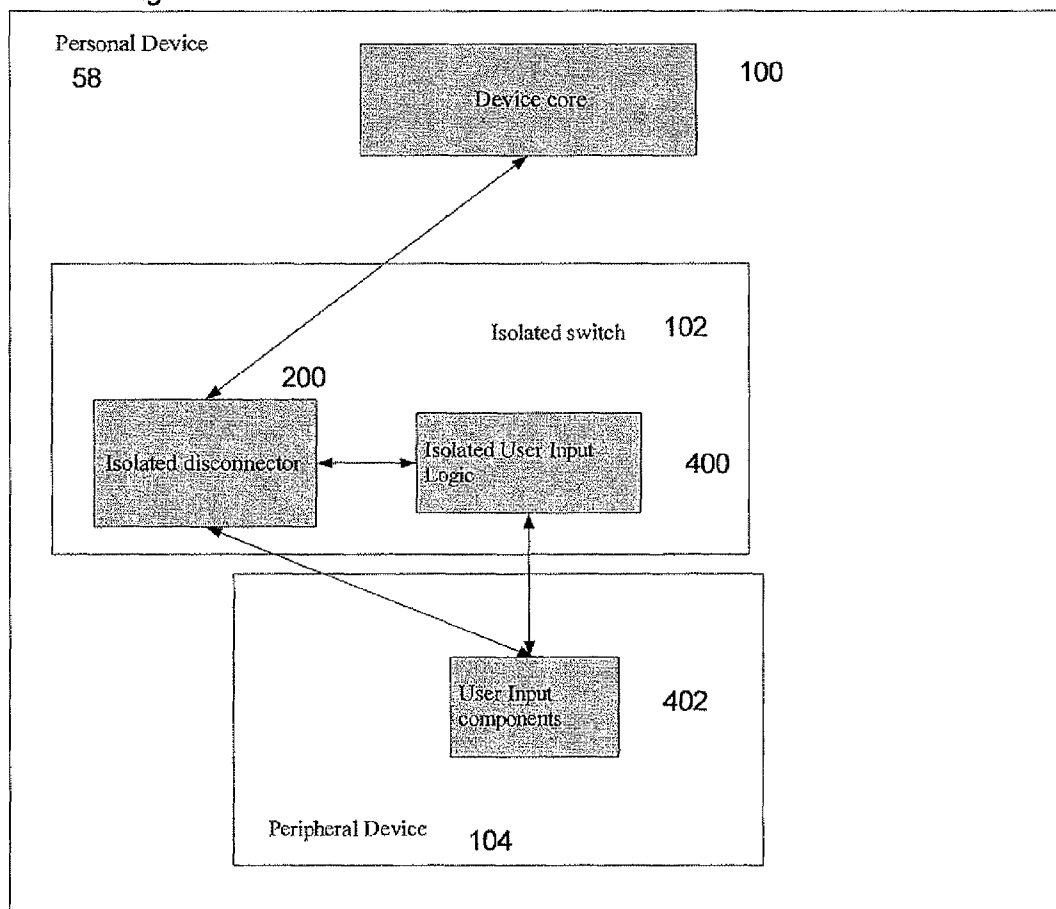 Personal Device
58
Device core
100
Isolated switch
102
200
Isolated disconnector
Isolated User Input
Logic
400
User Input
components
402
Peripheral Device
104